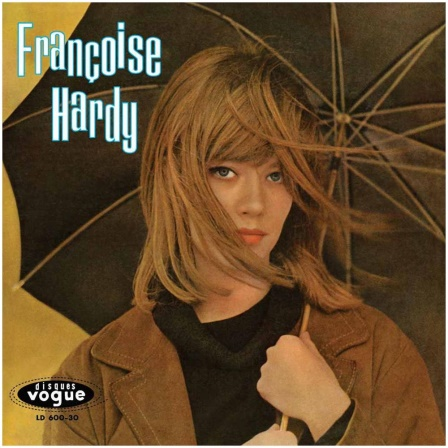 Françoise
Hardy
disques
vogue
LD 600-30